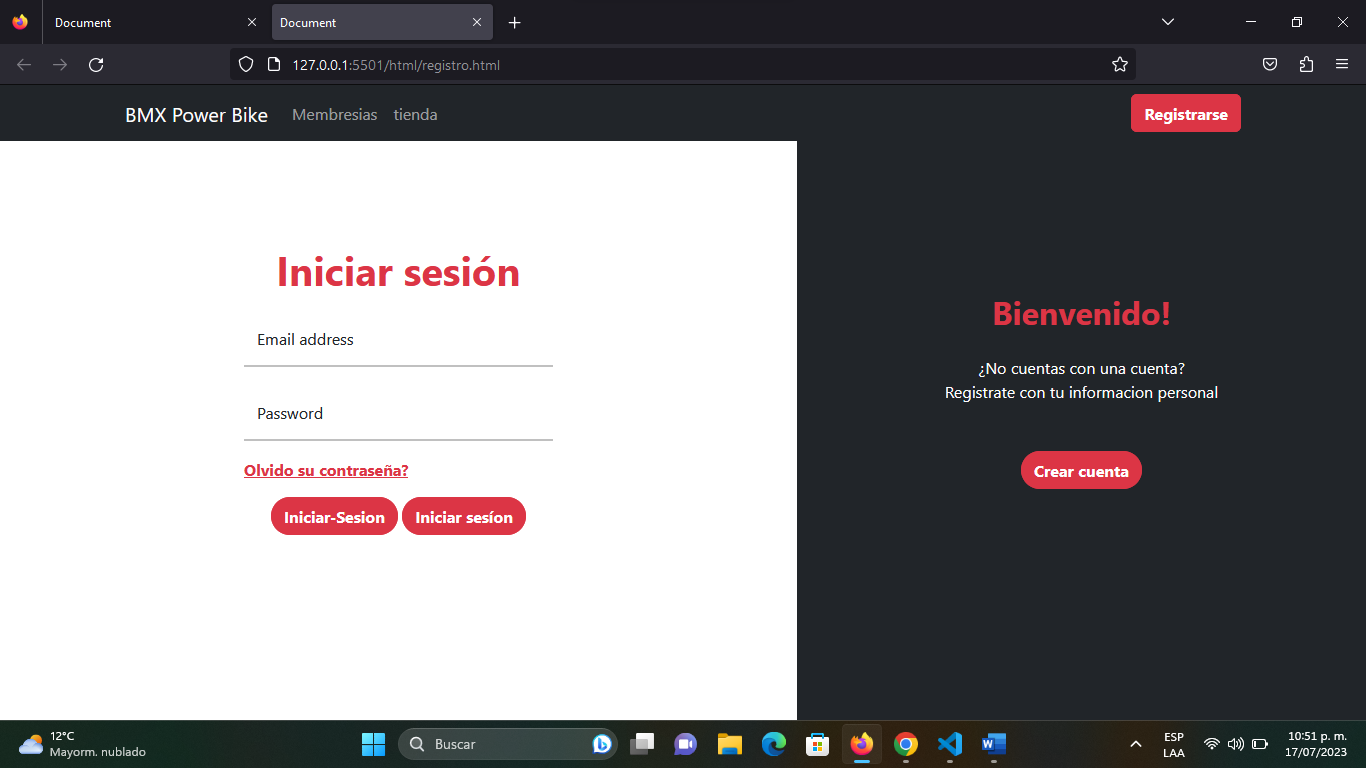 Document
Document
127.0.0.1:5501/html/registro.html
BMX Power Bike Membresias tienda Registrarse
Iniciar sesión
Email address
Password
Olvido su contraseña?
Iniciar-Sesion Iniciar sesíon
Bienvenido!
¿No cuentas con una cuenta?
Registrate con tu informacion personal
Crear cuenta
12°C
Mayorm. nublado
Buscar
ESP
LAA
10:51 p. m.
17/07/2023